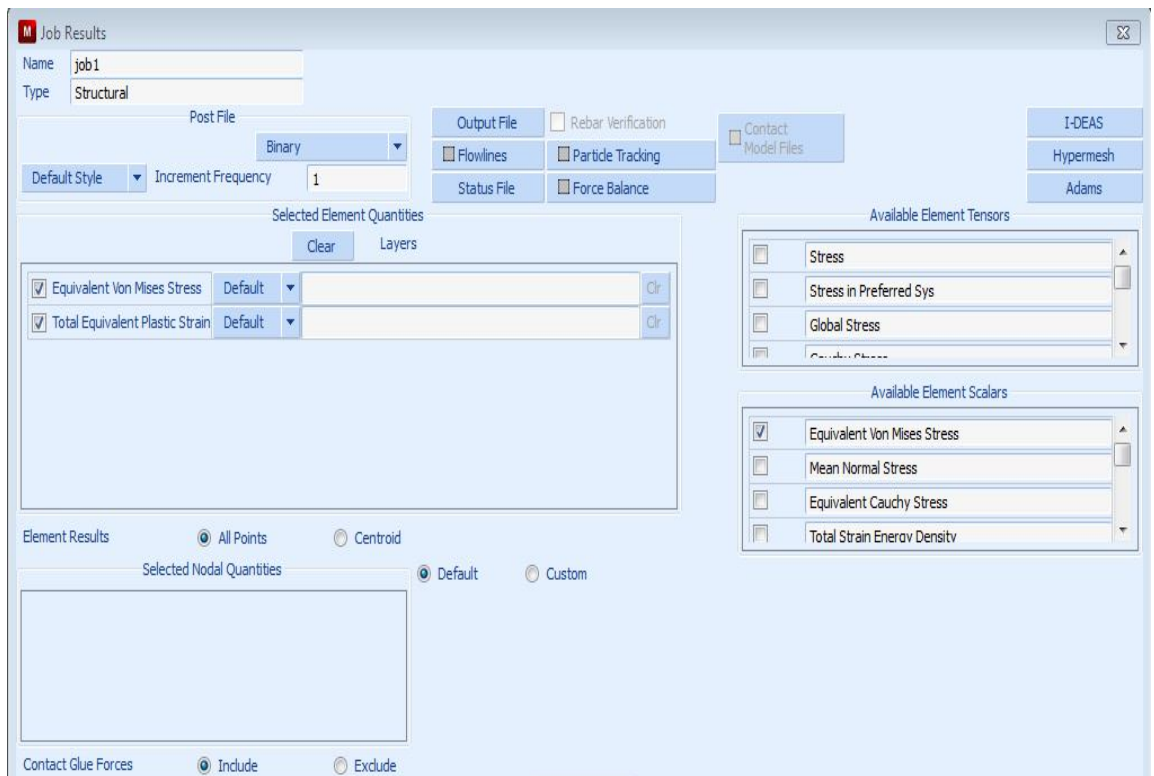 M Job Results
Name job1
Type Structural
Post File
Binary
Default Style Increment Frequency 1
Output File Rebar Verification
Flowlines Particle Tracking
Status File Force Balance
Contact
Model Files
I-DEAS
Hypermesh
Adams
Selected Element Quantities
Clear Layers
Equivalent Von Mises Stress Default Clr
Total Equivalent Plastic Strain Default Clr
Available Element Tensors
Stress
Stress in Preferred Sys
Global Stress
Cauchy Stress
Available Element Scalars
Equivalent Von Mises Stress
Mean Normal Stress
Equivalent Cauchy Stress
Total Strain Energy Density
Element Results All Points Centroid
Selected Nodal Quantities
Default Custom
Contact Glue Forces Include Exclude